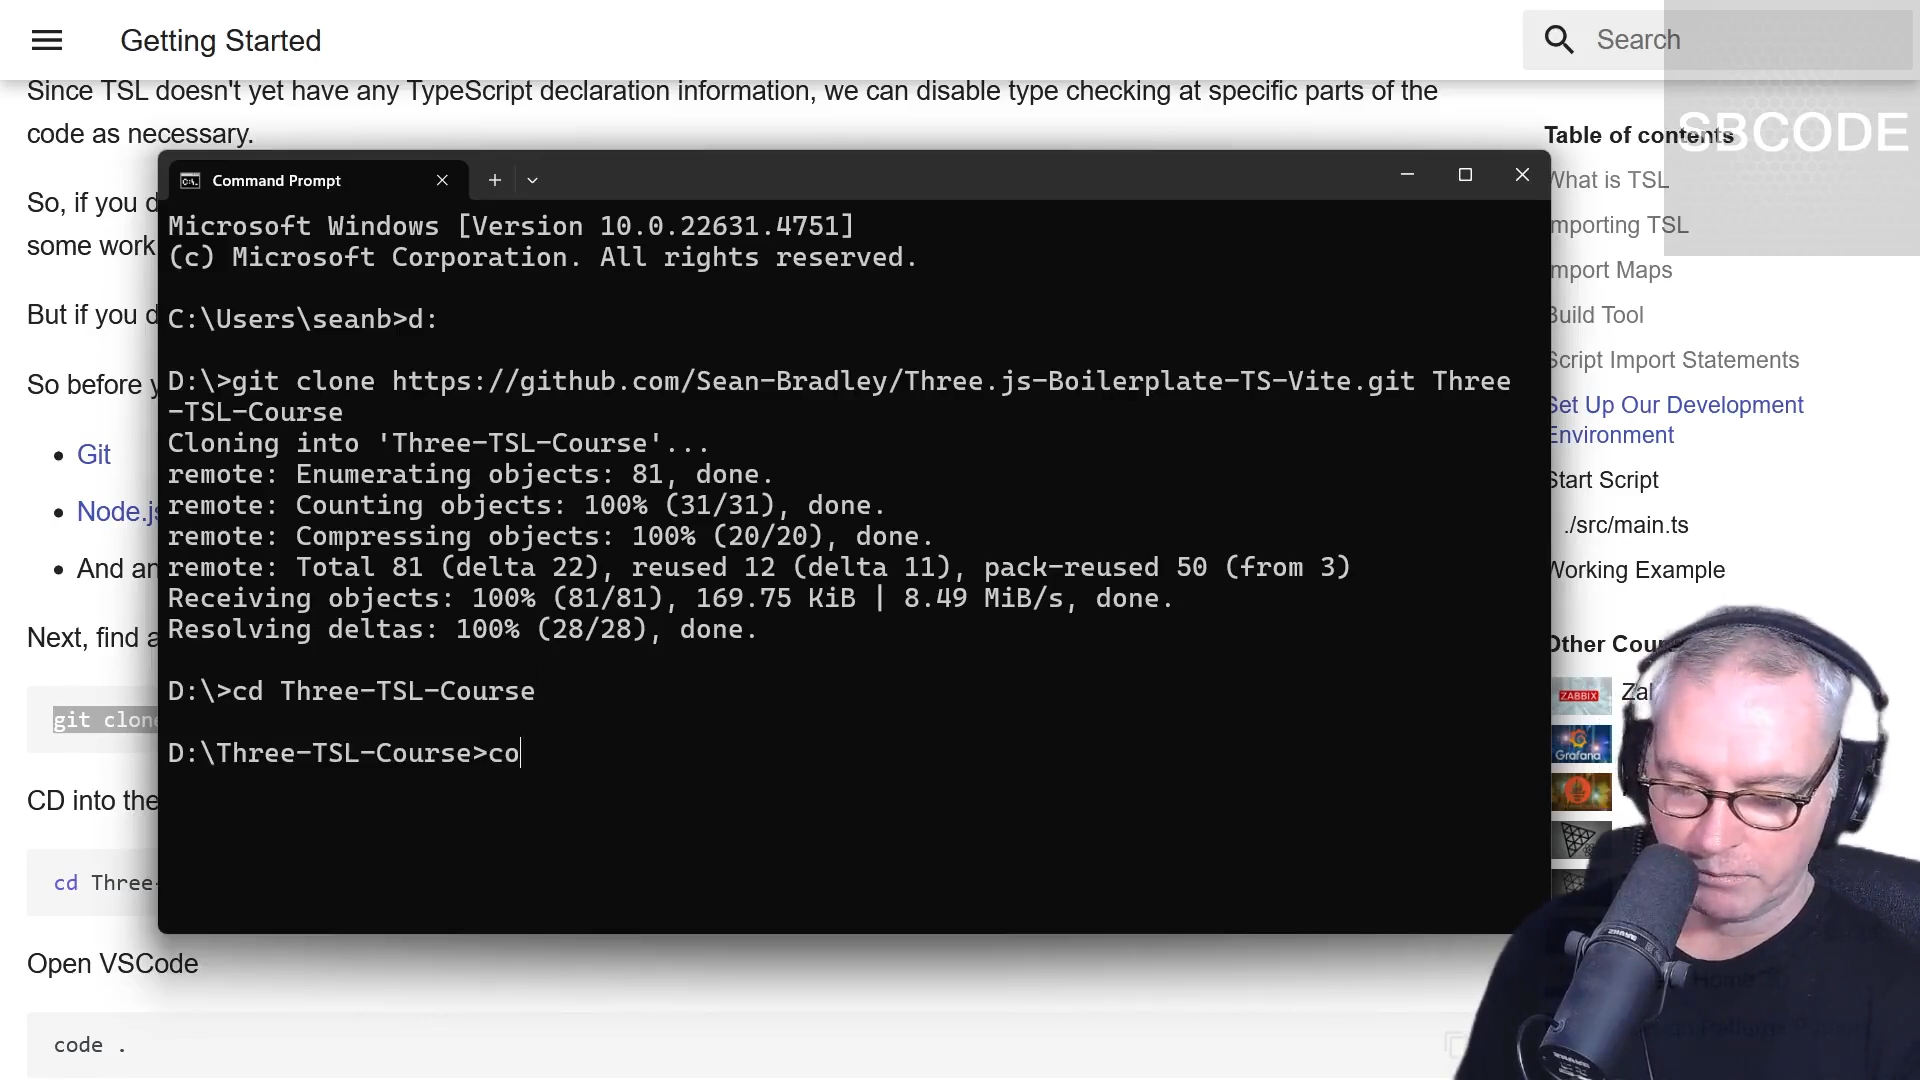 Getting Started
Search
SBCODE
Since TSL doesn't yet have any TypeScript declaration information, we can disable type checking at specific parts of the
code as necessary.
So, if you d
some work
But if you d
So before y
Git
Node.js
And an
Next, find a
git clone
CD into the
cd Three-
Open VSCode
code .
Command Prompt
Microsoft Windows [Version 10.0.22631.4751]
(c) Microsoft Corporation. All rights reserved.
C:\Users\seanb>d:
D:\>git clone https://github.com/Sean-Bradley/Three.js-Boilerplate-TS-Vite.git Three
-TSL-Course
Cloning into 'Three-TSL-Course'...
remote: Enumerating objects: 81, done.
remote: Counting objects: 100% (31/31), done.
remote: Compressing objects: 100% (20/20), done.
remote: Total 81 (delta 22), reused 12 (delta 11), pack-reused 50 (from 3)
Receiving objects: 100% (81/81), 169.75 KiB | 8.49 MiB/s, done.
Resolving deltas: 100% (28/28), done.
D:\>cd Three-TSL-Course
D:\Three-TSL-Course>co
Table of contents
What is TSL
Importing TSL
Import Maps
Build Tool
Script Import Statements
Set Up Our Development
Environment
Start Script
./src/main.ts
Working Example
Other Cou
ZABBIX Za
Grafana